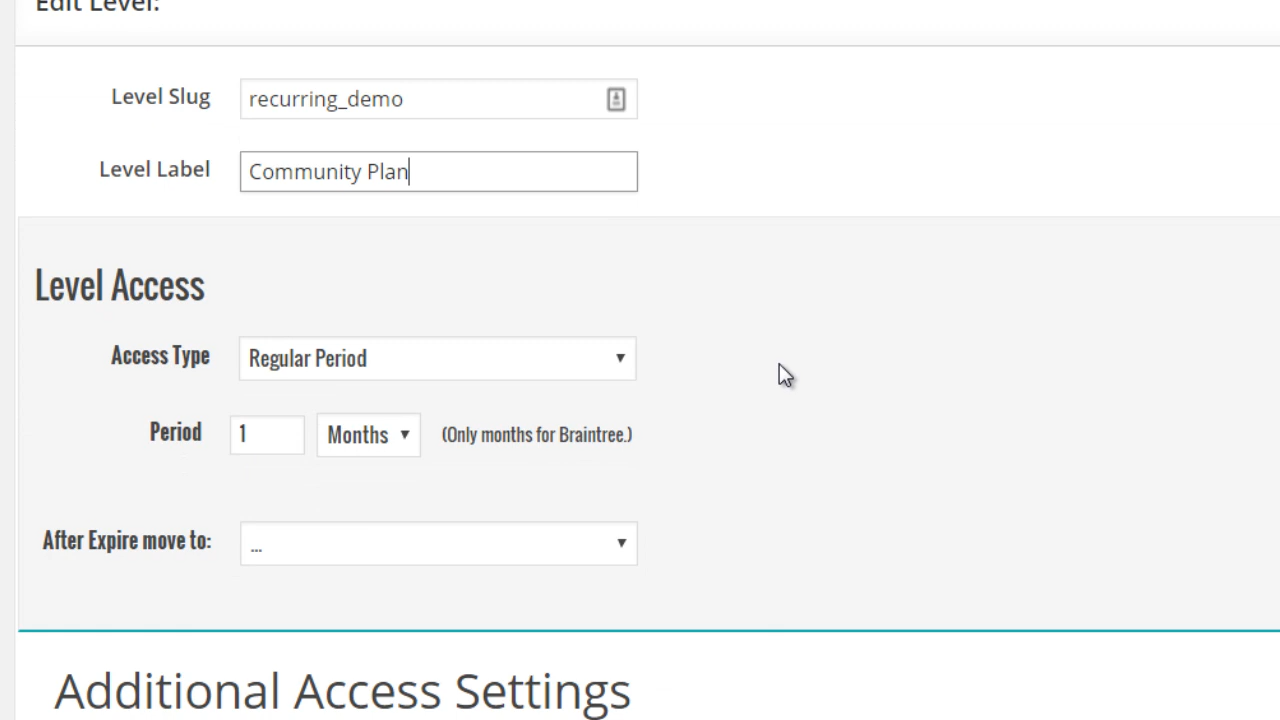 Edit Level:
Level Slug recurring_demo
Level Label Community Plan
Level Access
Access Type Regular Period
Period 1 Months (Only months for Braintree.)
After Expire move to: ...
Additional Access Settings